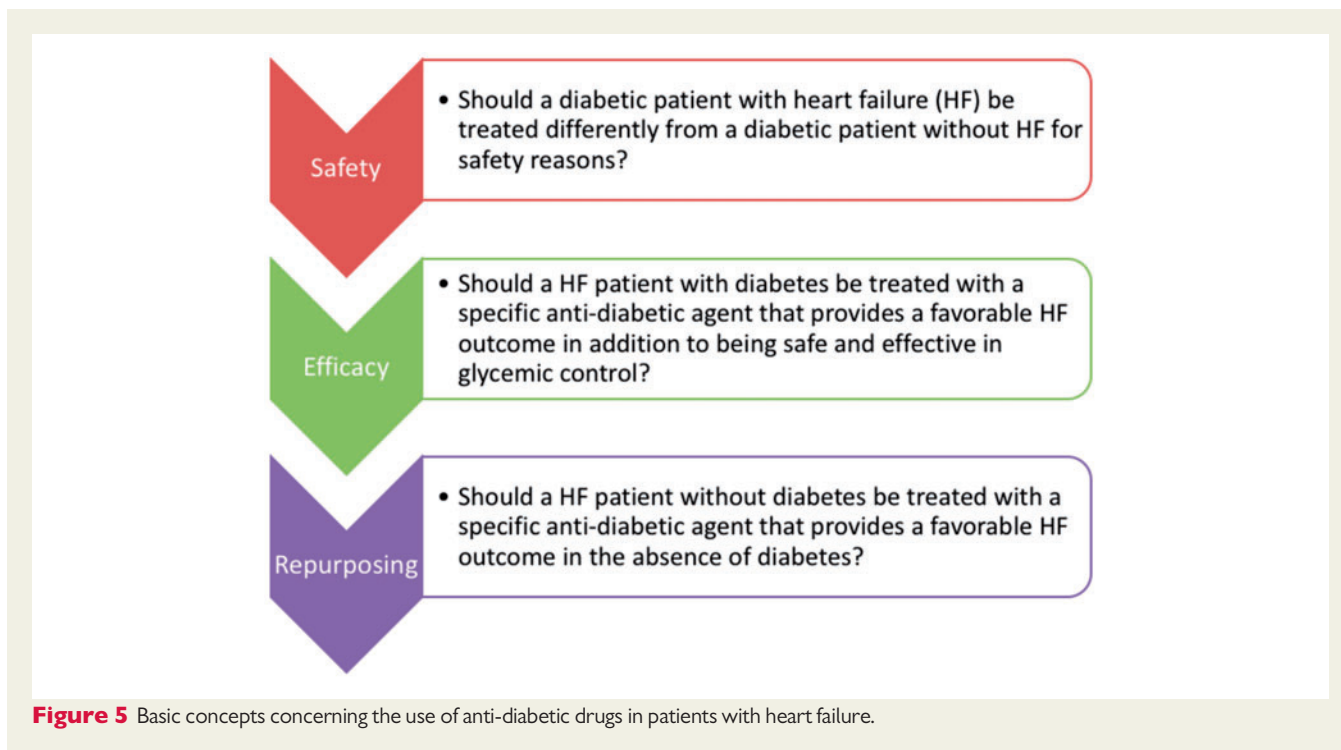 Safety
• Should a diabetic patient with heart failure (HF) be
treated differently from a diabetic patient without HF for
safety reasons?
Efficacy
• Should a HF patient with diabetes be treated with a
specific anti-diabetic agent that provides a favorable HF
outcome in addition to being safe and effective in
glycemic control?
Repurposing
• Should a HF patient without diabetes be treated with a
specific anti-diabetic agent that provides a favorable HF
outcome in the absence of diabetes?
Figure 5 Basic concepts concerning the use of anti-diabetic drugs in patients with heart failure.